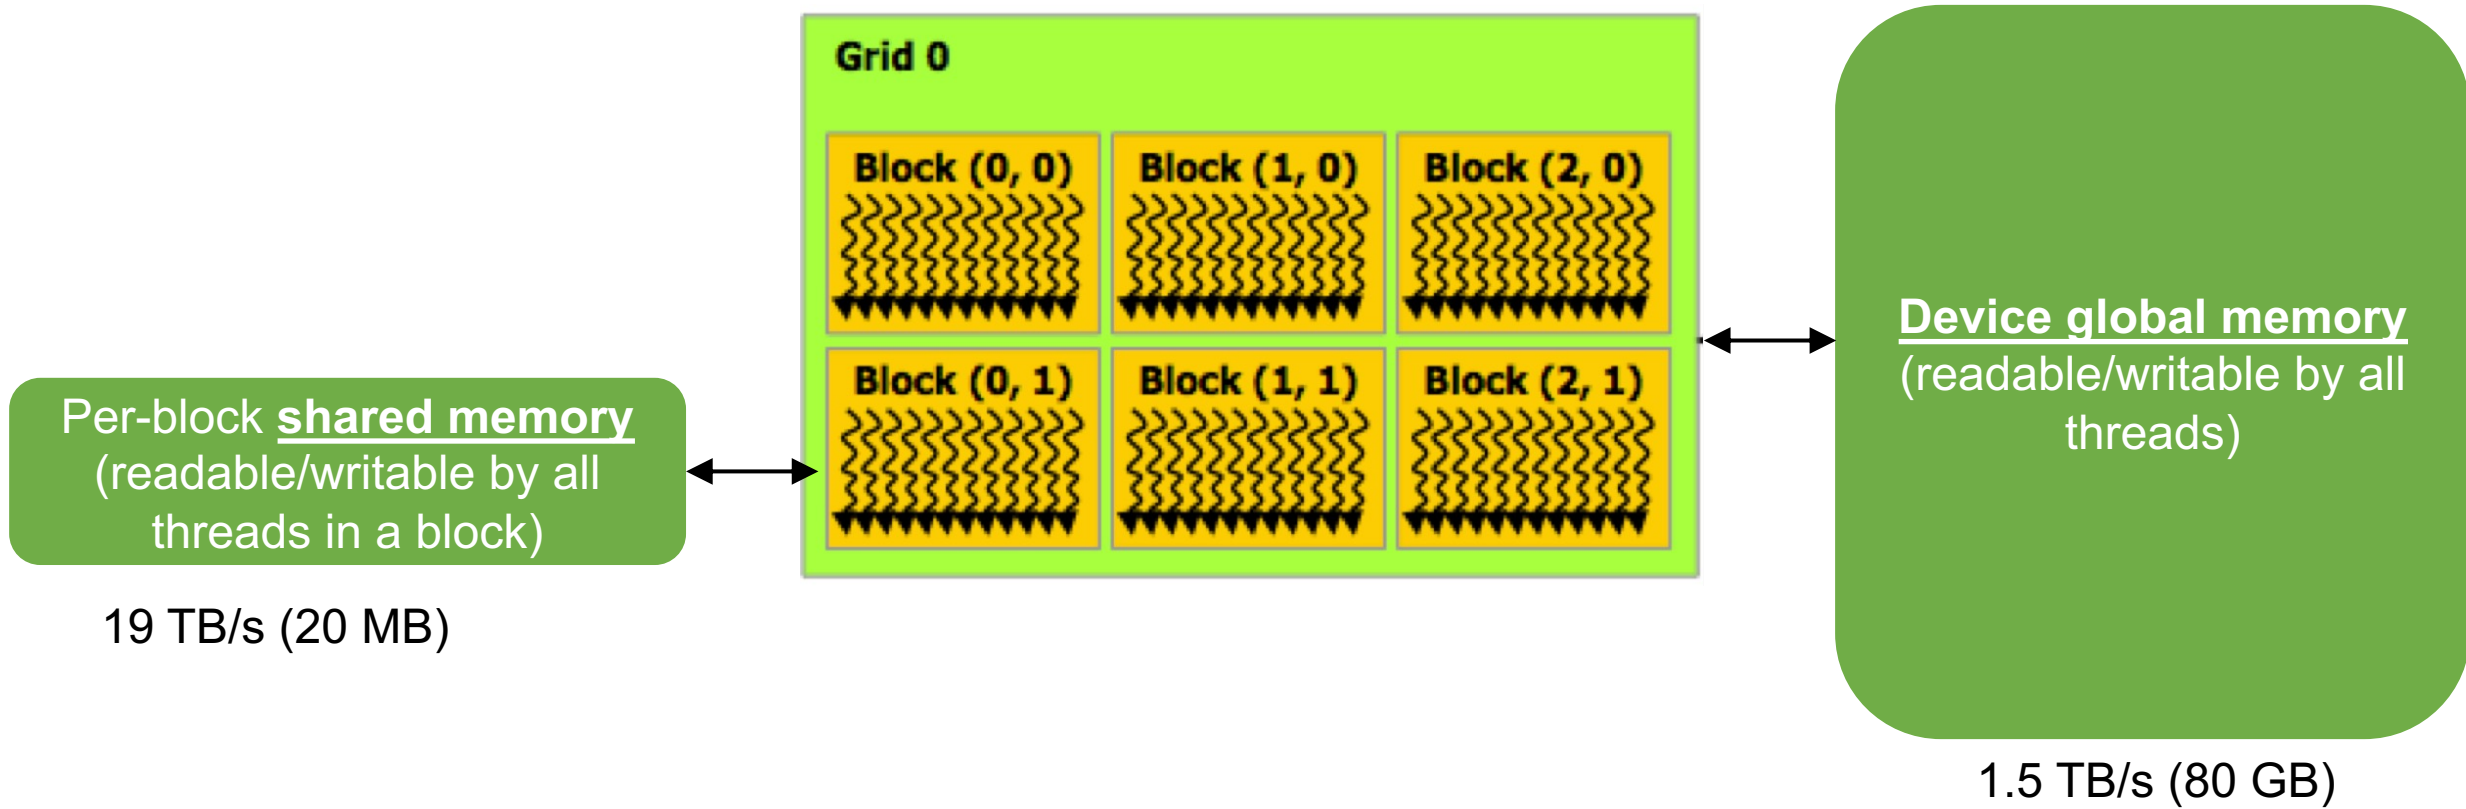 Grid 0
Block (0, 0)
Block (1, 0)
Block (2, 0)
Block (0, 1)
Block (1, 1)
Block (2, 1)
Per-block shared memory
(readable/writable by all
threads in a block)
19 TB/s (20 MB)
Device global memory
(readable/writable by all
threads)
1.5 TB/s (80 GB)